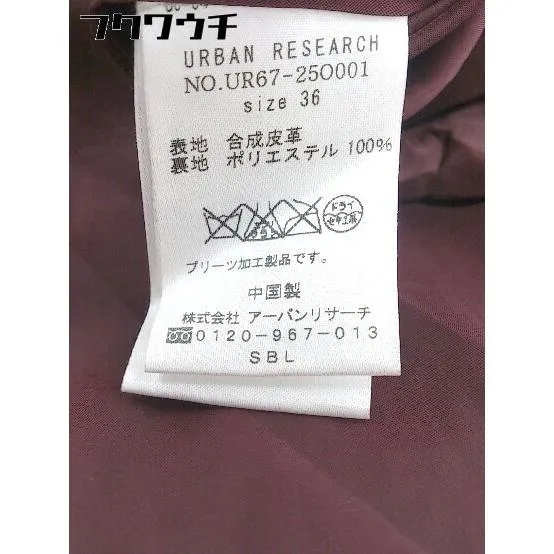 フクワウチ
URBAN RESEARCH
NO.UR67-25O001
size 36
表地 合成皮革
裏地 ポリエステル 100%
ドライ
セキユ系
プリーツ加工製品です。
中国製
株式会社 アーバンリサーチ
0120-967-013
SBL